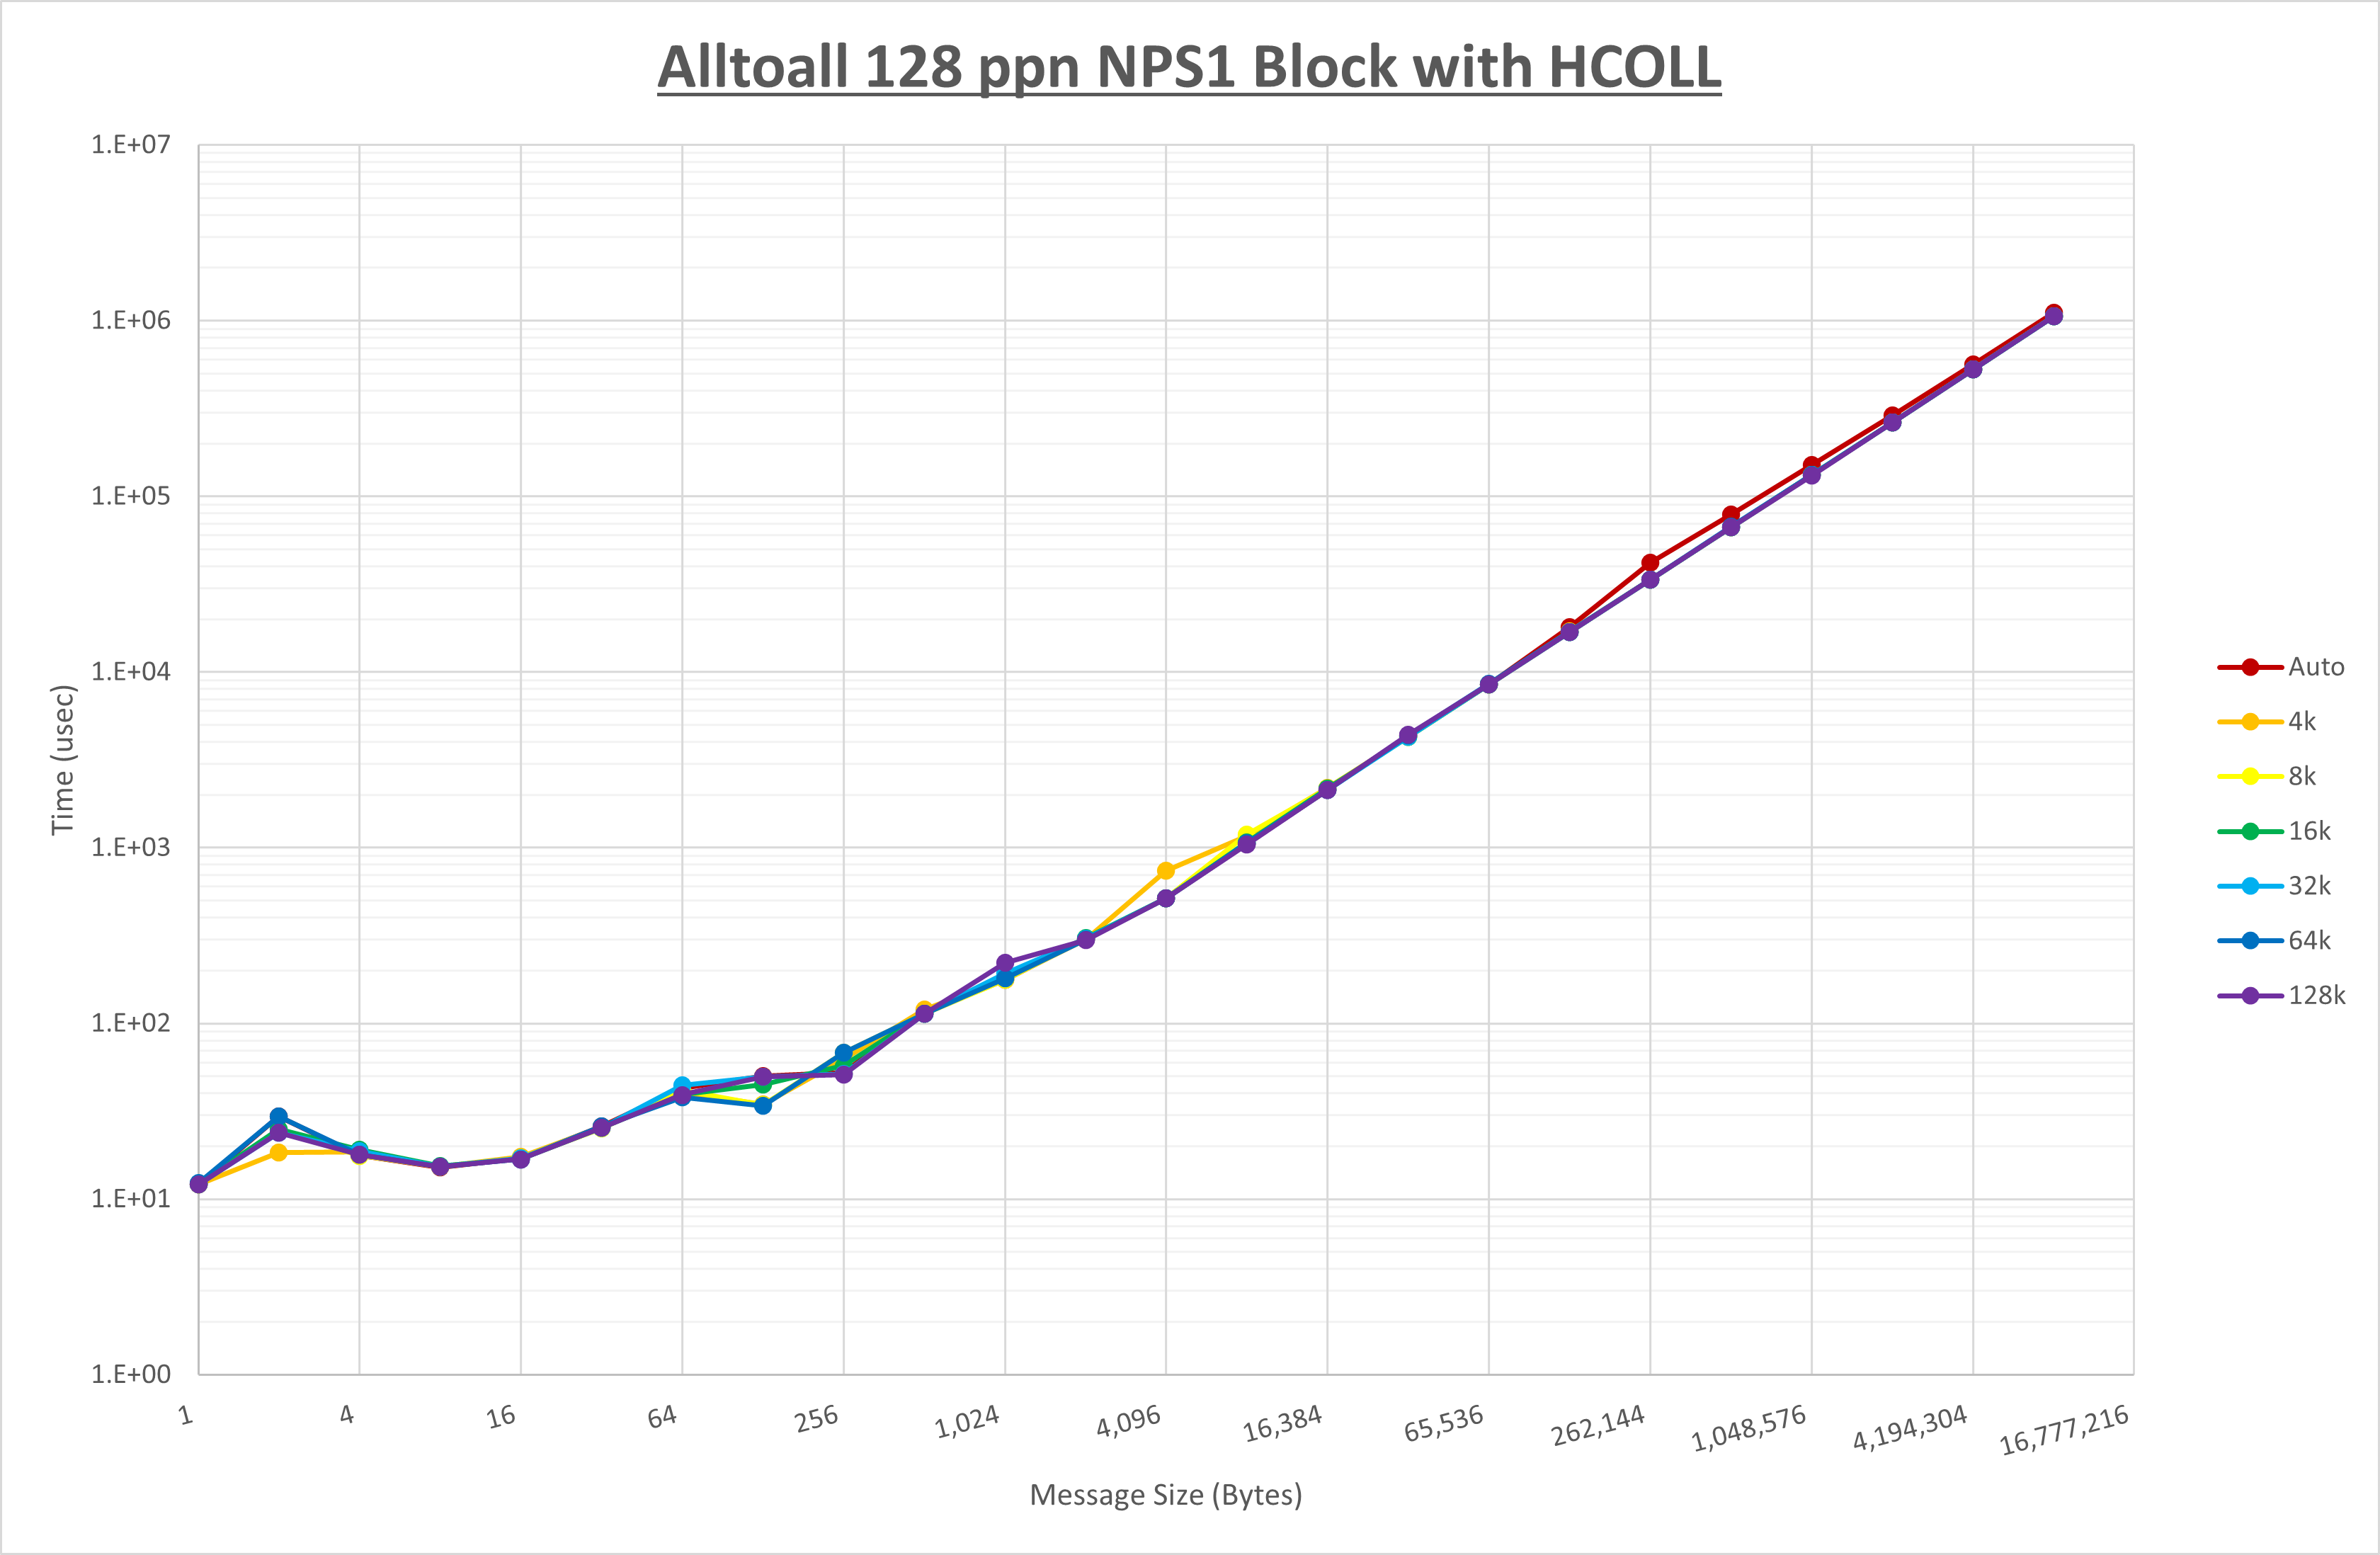 Alltoall 128 ppn NPS1 Block with HCOLL
1.E+07
1.E+06
1.E+05
1.E+04
1.E+03
1.E+02
1.E+01
1.E+00
Time (usec)
1
4
16
64
256
1,024
4,096
16,384
65,536
262,144
1,048,576
4,194,304
16,777,216
Message Size (Bytes)
Auto
4k
8k
16k
32k
64k
128k